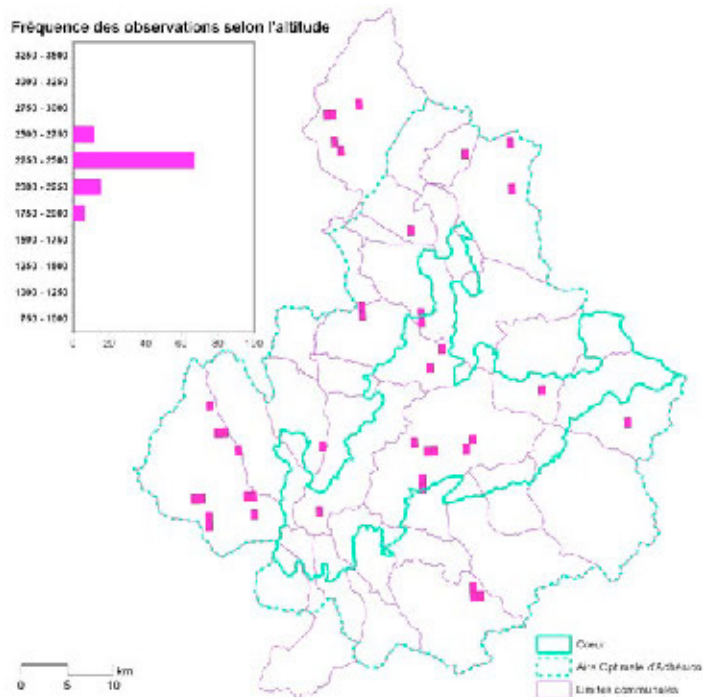 Fréquence des observations selon l'altitude
3250 - 3500
3000 - 3250
2750 - 3000
2500 - 2750
2250 - 2500
2000 - 2250
1750 - 2000
1500 - 1750
1250 - 1500
1000 - 1250
750 - 1000
0 20 40 60 80 100
0 5 10 km
Coeur
Aire Optimale d'Adhésion
Limites communales